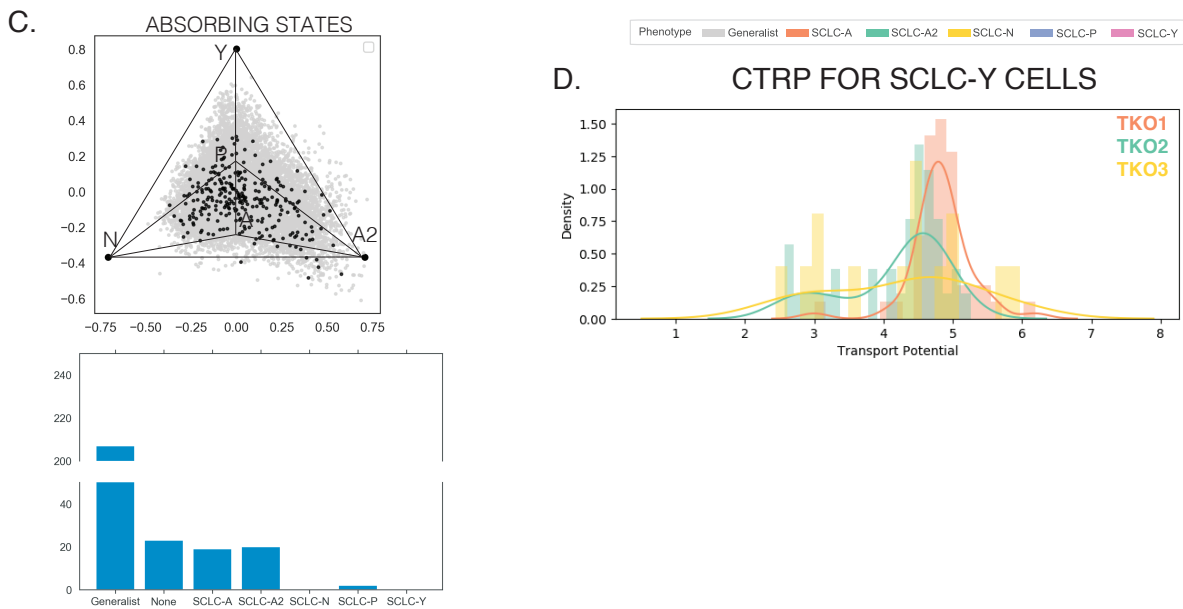 C.
ABSORBING STATES
0.8
0.6
0.4
0.2
0.0
−0.2
−0.4
−0.6
Y
P
A
N
A2
−0.75 −0.50 −0.25 0.00 0.25 0.50 0.75
240
220
200
40
20
0
Generalist None SCLC-A SCLC-A2 SCLC-N SCLC-P SCLC-Y
Phenotype Generalist SCLC-A SCLC-A2 SCLC-N SCLC-P SCLC-Y
D.
CTRP FOR SCLC-Y CELLS
TKO1
TKO2
TKO3
Density
1.50
1.25
1.00
0.75
0.50
0.25
0.00
1 2 3 4 5 6 7 8
Transport Potential